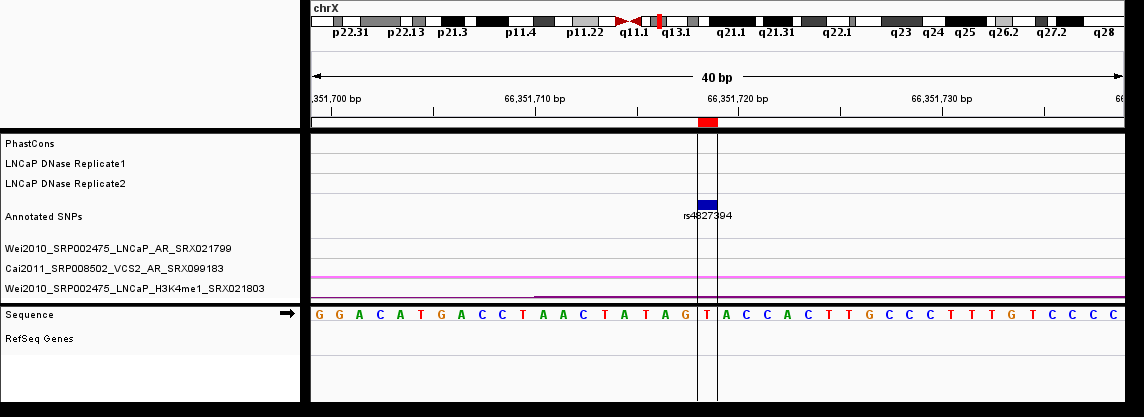 chrX
p22.31 p22.13 p21.3 p11.4 p11.22 q11.1 q13.1 q21.1 q21.31 q22.1 q23 q24 q25 q26.2 q27.2 q28
40 bp
,351,700 bp 66,351,710 bp 66,351,720 bp 66,351,730 bp 66
PhastCons
LNCaP DNase Replicate1
LNCaP DNase Replicate2
Annotated SNPs
rs4827394
Wei2010_SRP002475_LNCaP_AR_SRX021799
Cai2011_SRP008502_VCS2_AR_SRX099183
Wei2010_SRP002475_LNCaP_H3K4me1_SRX021803
Sequence G G A C A T G A C C T A A C T A T A G T A C C A C T T G C C C T T T G T C C C C
RefSeq Genes